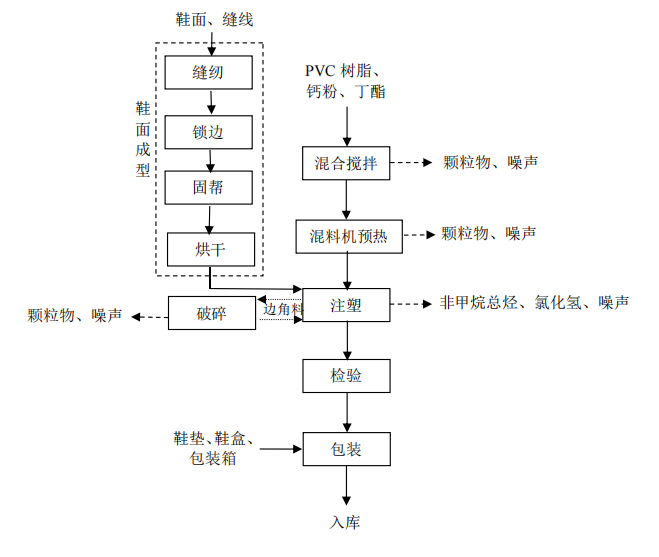 鞋面、缝线
缝纫
鞋面成型
锁边
固帮
烘干
PVC 树脂、
钙粉、丁酯
混合搅拌
颗粒物、噪声
混料机预热
颗粒物、噪声
注塑
非甲烷总烃、氯化氢、噪声
边角料
破碎
颗粒物、噪声
检验
鞋垫、鞋盒、
包装箱
包装
入库